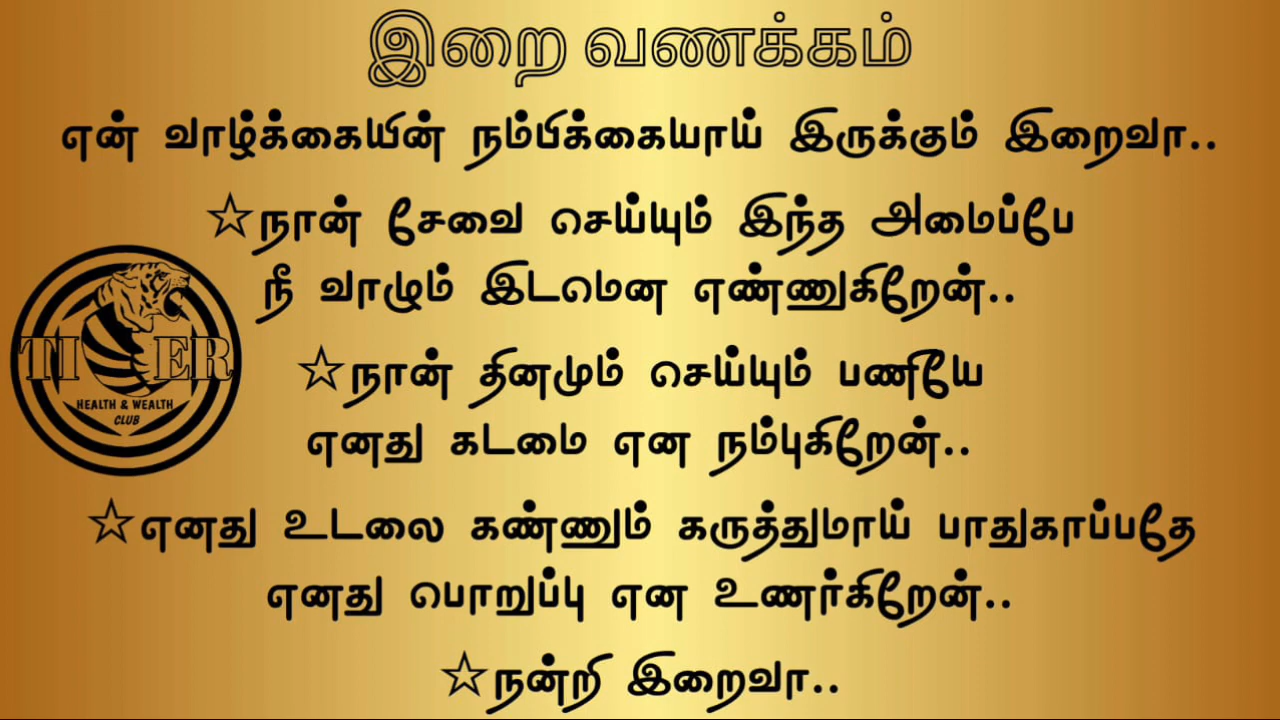 இறை வணக்கம்
என் வாழ்க்கையின் நம்பிக்கையாய் இருக்கும் இறைவா..
☆நான் சேவை செய்யும் இந்த அமைப்பே
நீ வாழும் இடமென எண்ணுகிறேன்..
☆நான் தினமும் செய்யும் பணியே
எனது கடமை என நம்புகிறேன்..
☆எனது உடலை கண்ணும் கருத்துமாய் பாதுகாப்பதே
எனது பொறுப்பு என உணர்கிறேன்..
☆நன்றி இறைவா..
TIGER
HEALTH & WEALTH
CLUB